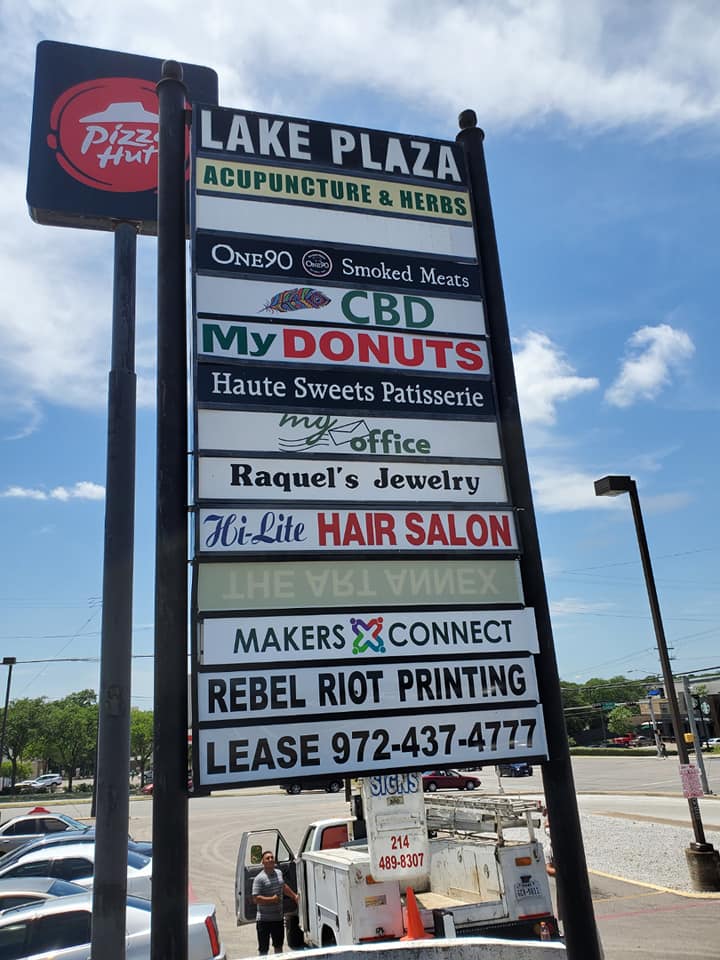 Pizza
Hut
LAKE PLAZA
ACUPUNCTURE & HERBS
ONE90 ONE90 SMOKED MEATS
CBD
My DONUTS
Haute Sweets Patisserie
my office
Raquel's Jewelry
Hi-Lite HAIR SALON
THE ART ANNEX
MAKERS CONNECT
REBEL RIOT PRINTING
LEASE 972-437-4777
SIGNS
214
489-8307